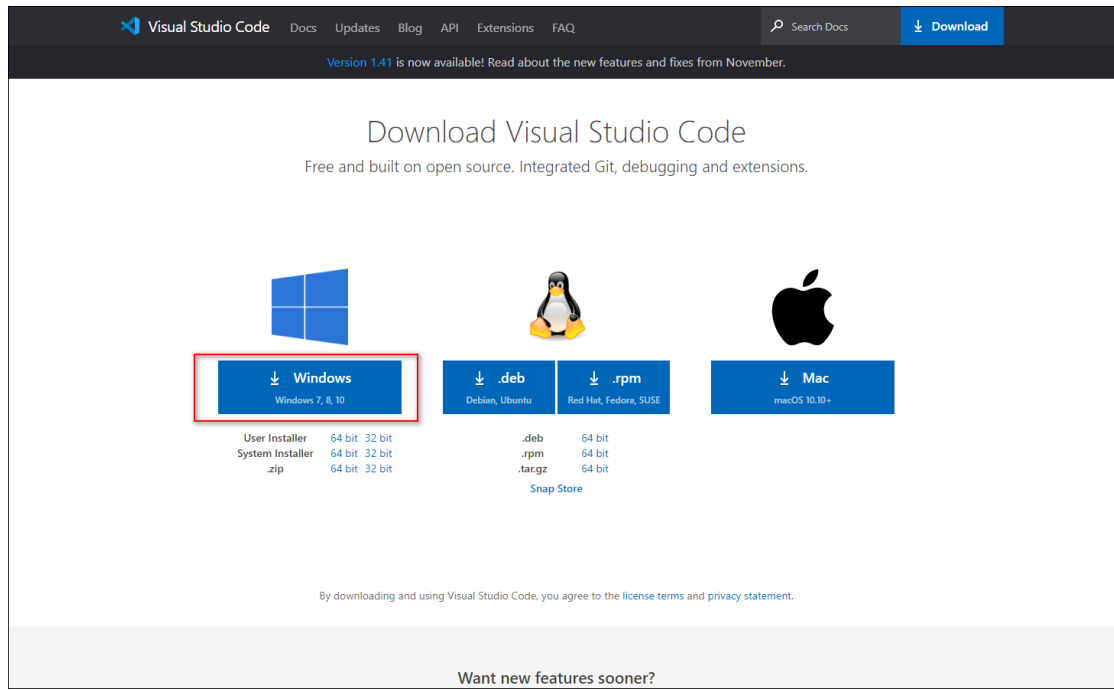 Visual Studio Code Docs Updates Blog API Extensions FAQ Search Docs Download
Version 1.41 is now available! Read about the new features and fixes from November.
Download Visual Studio Code
Free and built on open source. Integrated Git, debugging and extensions.
Windows
Windows 7, 8, 10
.deb
Debian, Ubuntu
.rpm
Red Hat, Fedora, SUSE
Mac
macOS 10.10+
User Installer 64 bit 32 bit
System Installer 64 bit 32 bit
.zip 64 bit 32 bit
.deb 64 bit
.rpm 64 bit
.tar.gz 64 bit
Snap Store
By downloading and using Visual Studio Code, you agree to the license terms and privacy statement.
Want new features sooner?